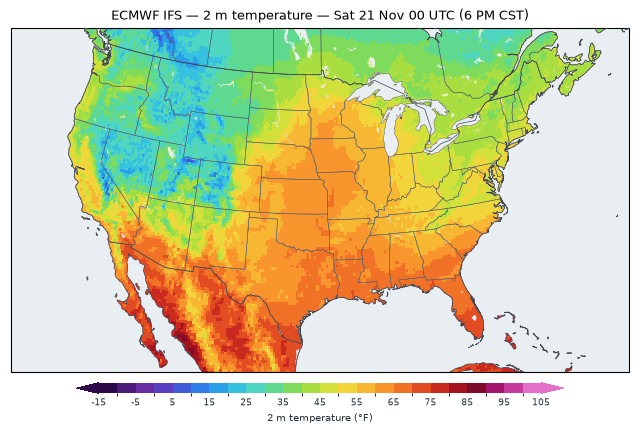 ECMWF IFS — 2 m temperature — Sat 21 Nov 00 UTC (6 PM CST)
-15 -5 5 15 25 35 45 55 65 75 85 95 105
2 m temperature (°F)